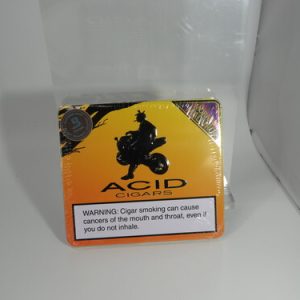 ACID
CIGARS
WARNING: Cigar smoking can cause
cancers of the mouth and throat, even if
you do not inhale.